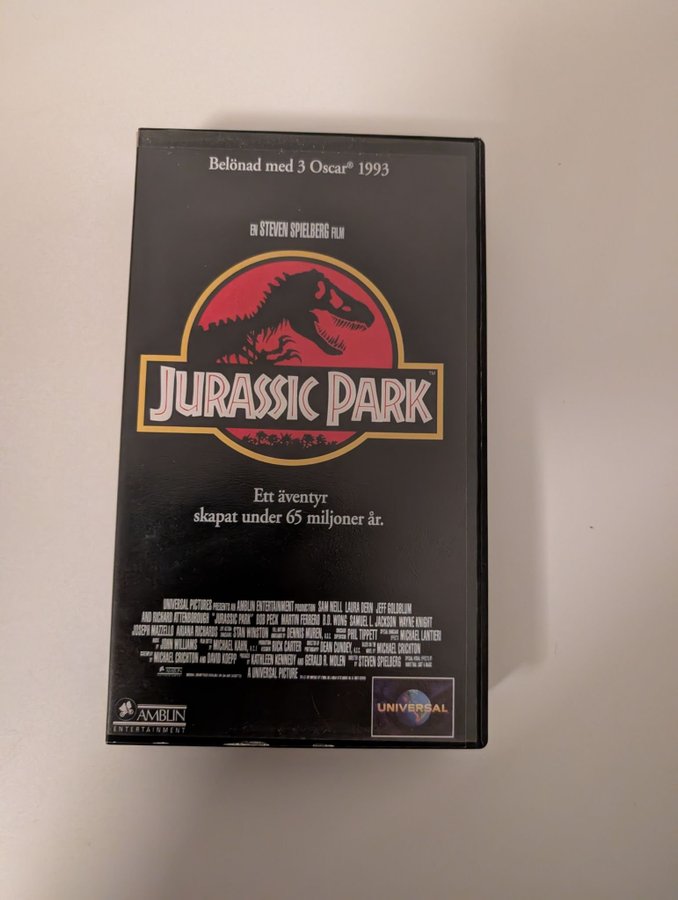 Belönad med 3 Oscar® 1993
EN STEVEN SPIELBERG FILM
JURASSIC PARK™
Ett äventyr
skapat under 65 miljoner år.
UNIVERSAL PICTURES PRESENTS AN AMBLIN ENTERTAINMENT PRODUCTION SAM NEILL LAURA DERN JEFF GOLDBLUM
AND RICHARD ATTENBOROUGH "JURASSIC PARK" BOB PECK MARTIN FERRERO B.D. WONG SAMUEL L. JACKSON WAYNE KNIGHT
JOSEPH MAZZELLO ARIANA RICHARDS STAN WINSTON DENNIS MUREN, PHIL TIPPETT MICHAEL LANTIERI
JOHN WILLIAMS MICHAEL KAHN, RICK CARTER DEAN CUNDEY, MICHAEL CRICHTON
MICHAEL CRICHTON AND DAVID KOEPP KATHLEEN KENNEDY AND GERALD R. MOLEN STEVEN SPIELBERG
A UNIVERSAL PICTURE
AMBLIN
ENTERTAINMENT
UNIVERSAL